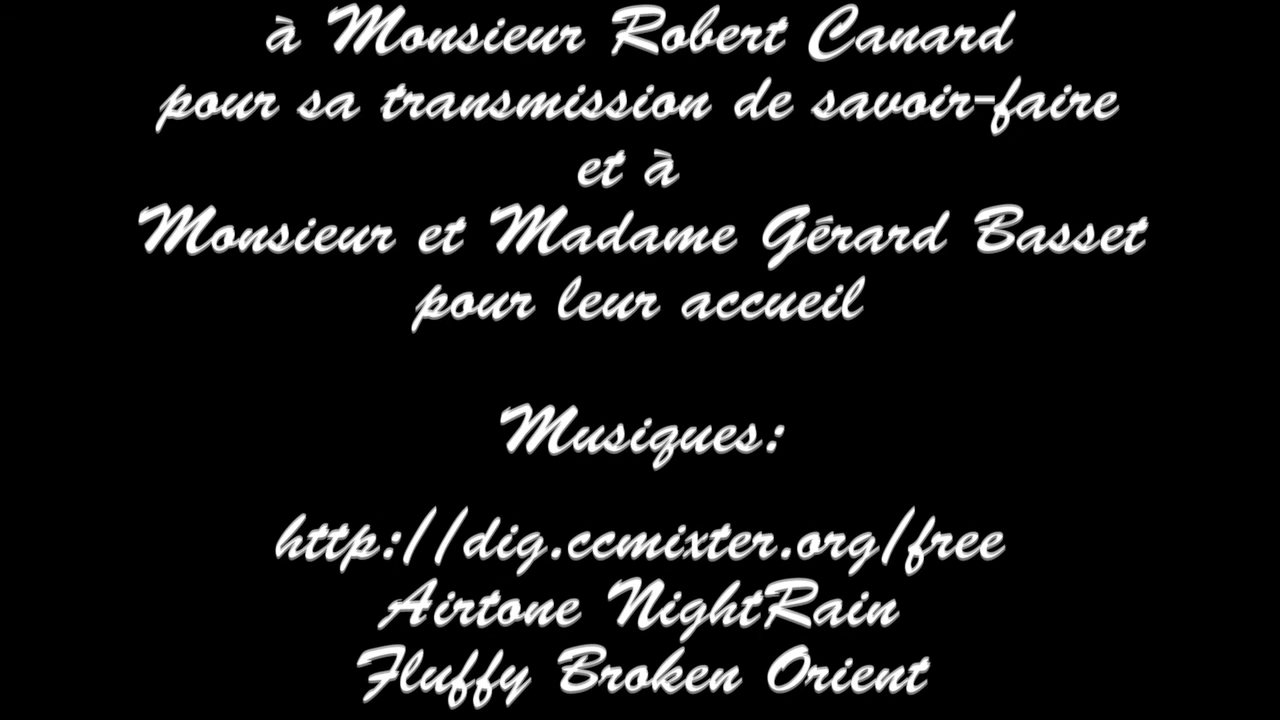 à Monsieur Robert Canard
pour sa transmission de savoir-faire
et à
Monsieur et Madame Gérard Basset
pour leur accueil
Musiques:
http://dig.ccmixter.org/free
Airtone NightRain
Fluffy Broken Orient